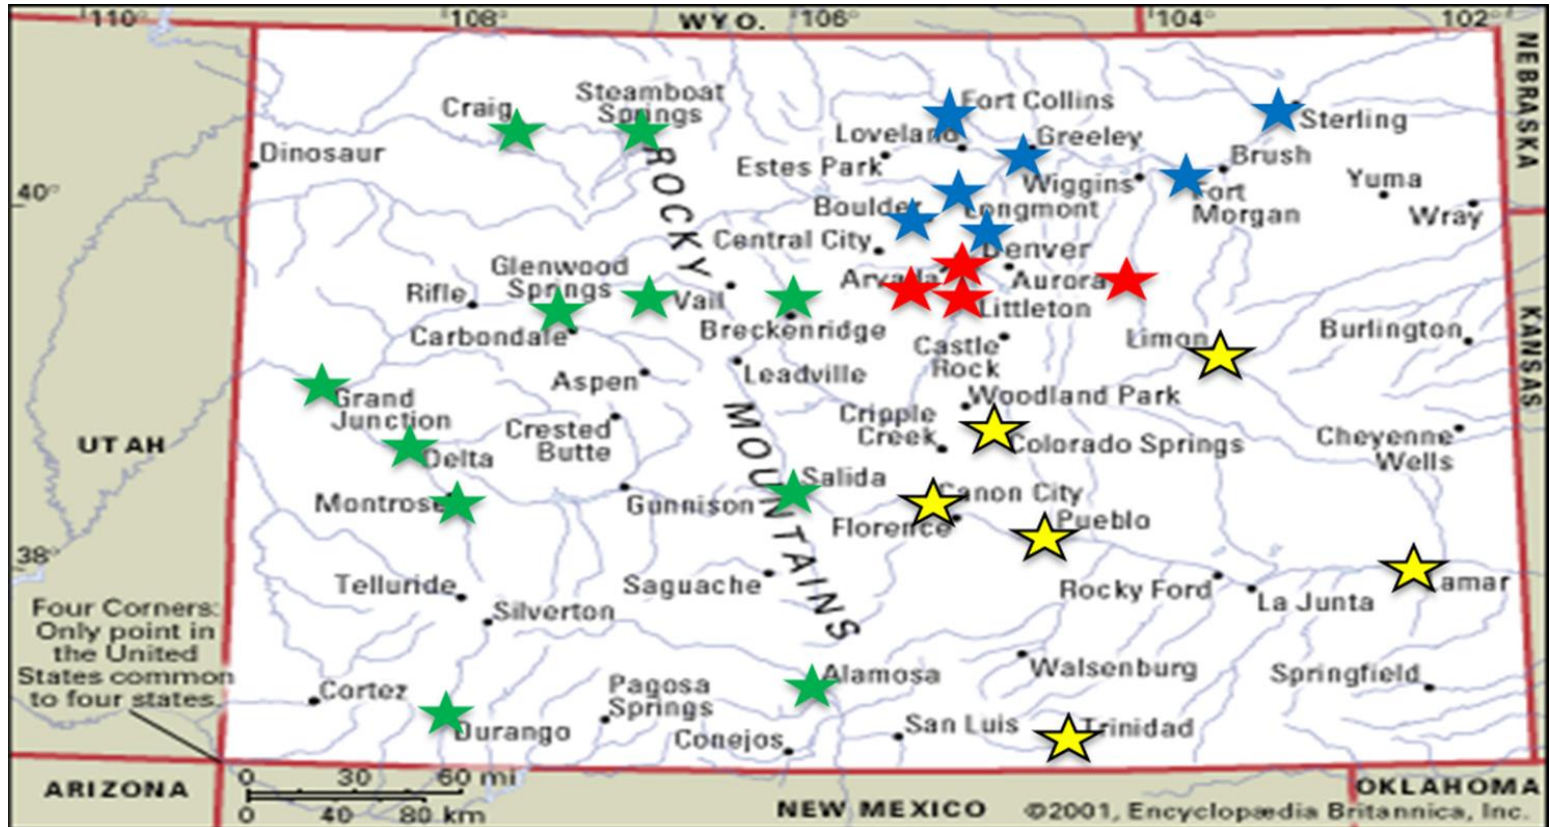 110°
108°
WYO.
106°
104°
102°
NEBRASKA
Craig
Steamboat
Springs
Fort Collins
Loveland
Greeley
Sterling
Dinosaur
Estes Park
Brush
40°
ROCKY
Wiggins
Fort
Morgan
Yuma
Wray
Boulder
Longmont
Central City
Denver
Glenwood
Springs
Arvada
Aurora
Rifle
Vail
Littleton
Carbondale
Breckenridge
Castle
Rock
Limon
Burlington
KANSAS
Aspen
Leadville
Grand
Junction
MOUNTAINS
Woodland Park
Cripple
Creek
UTAH
Crested
Butte
Colorado Springs
Cheyenne
Wells
Delta
Salida
Montrose
Gunnison
Canon City
Florence
Pueblo
38°
Telluride
Saguache
Rocky Ford
La Junta
amar
Four Corners:
Only point in
the United
States common
to four states.
Silverton
Walsenburg
Springfield
Alamosa
Cortez
Pagosa
Springs
Durango
Conejos
San Luis
Trinidad
0 30 60 mi
0 40 80 km
ARIZONA
NEW MEXICO
OKLAHOMA
©2001, Encyclopædia Britannica, Inc.